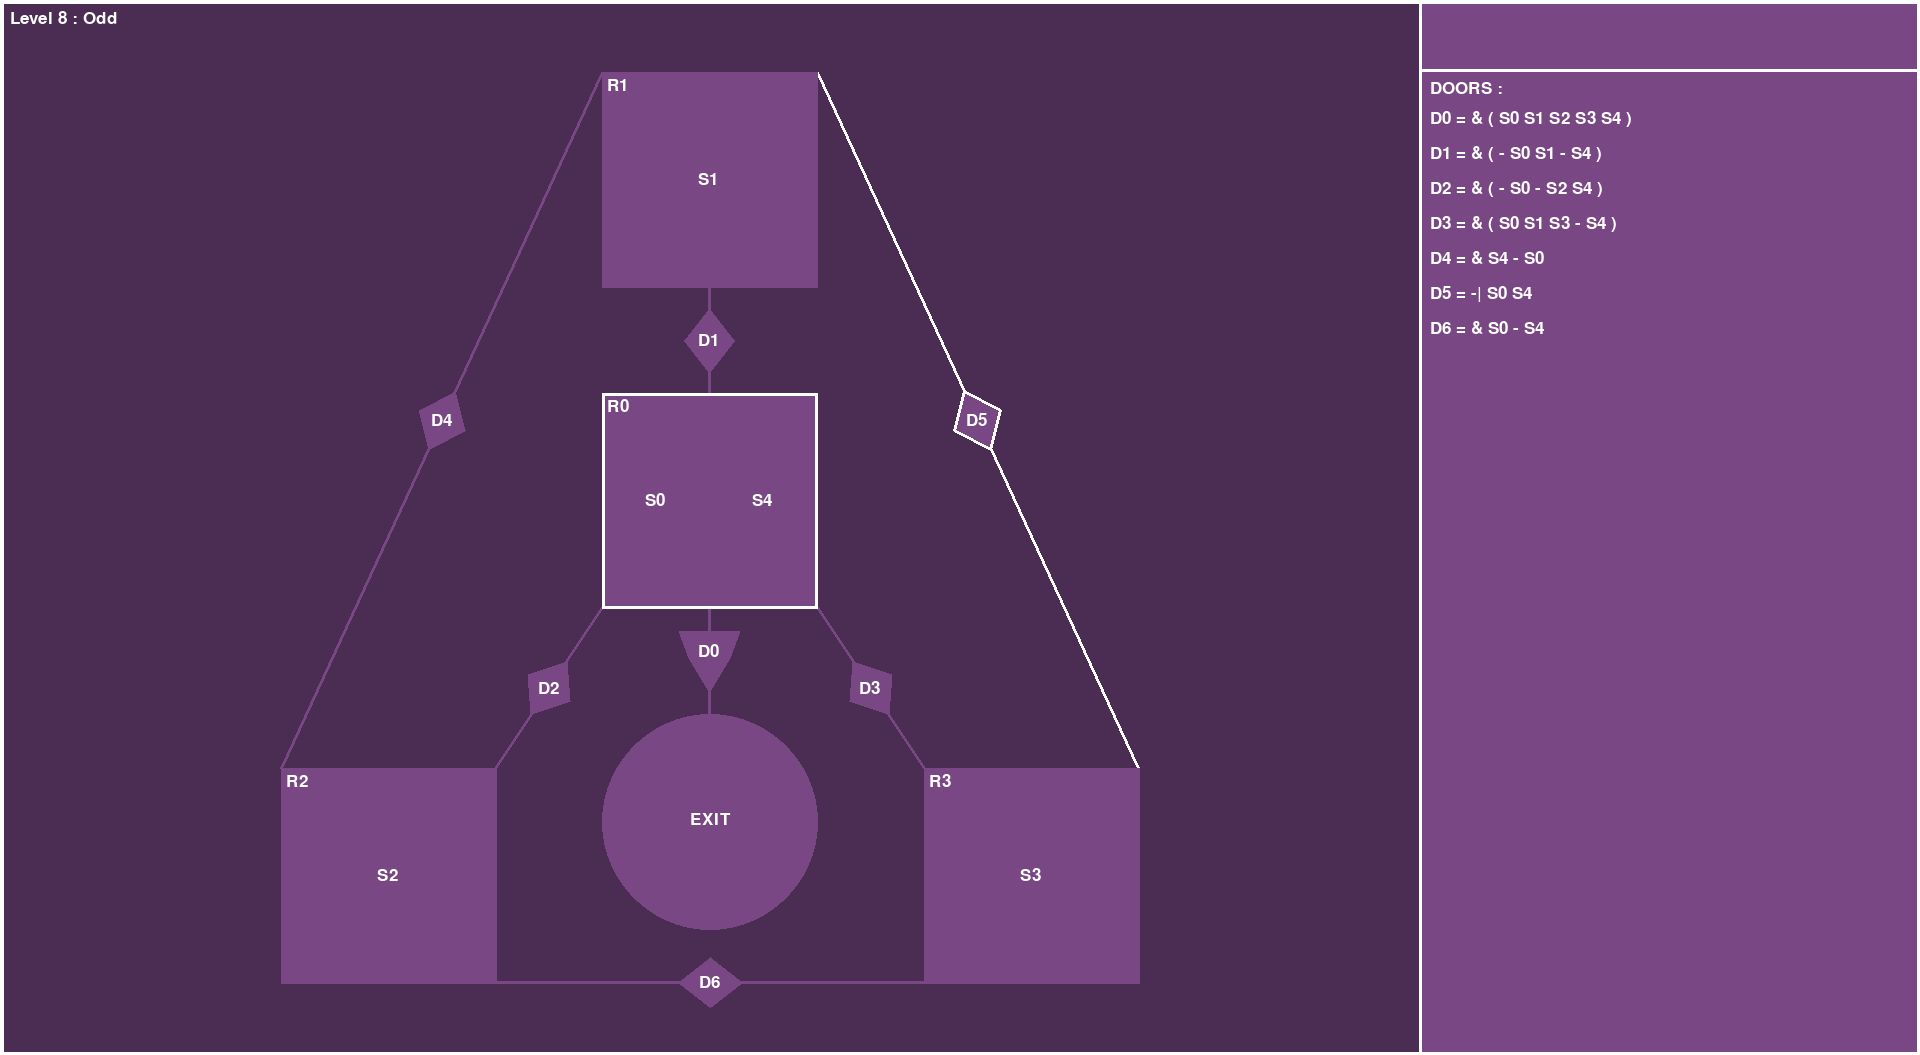 Level 8 : Odd
R1
S1
D1
D4
D5
R0
S0 S4
D0
D2
D3
R2
S2
EXIT
R3
S3
D6
DOORS :
D0 = & ( S0 S1 S2 S3 S4 )
D1 = & ( - S0 S1 - S4 )
D2 = & ( - S0 - S2 S4 )
D3 = & ( S0 S1 S3 - S4 )
D4 = & S4 - S0
D5 = -| S0 S4
D6 = & S0 - S4